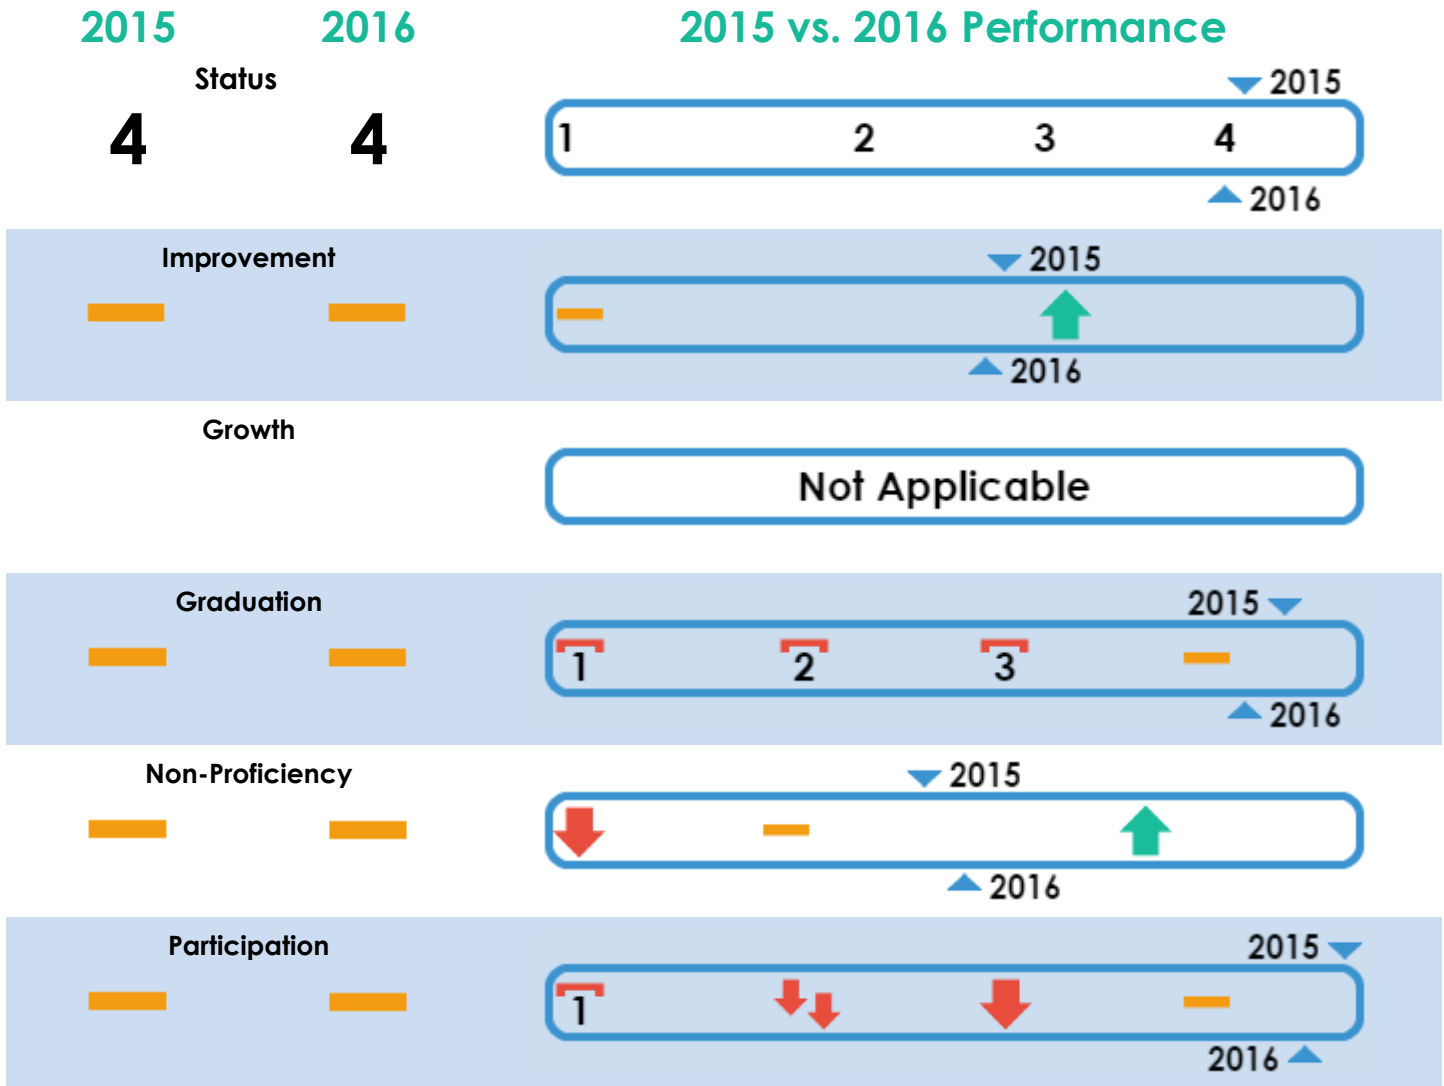 2015 2016 2015 vs. 2016 Performance
Status
2015
4 4 1 2 3 4
2016
Improvement
2015
2016
Growth
Not Applicable
Graduation
2015
1 2 3
2016
Non-Proficiency
2015
2016
Participation
2015
1
2016